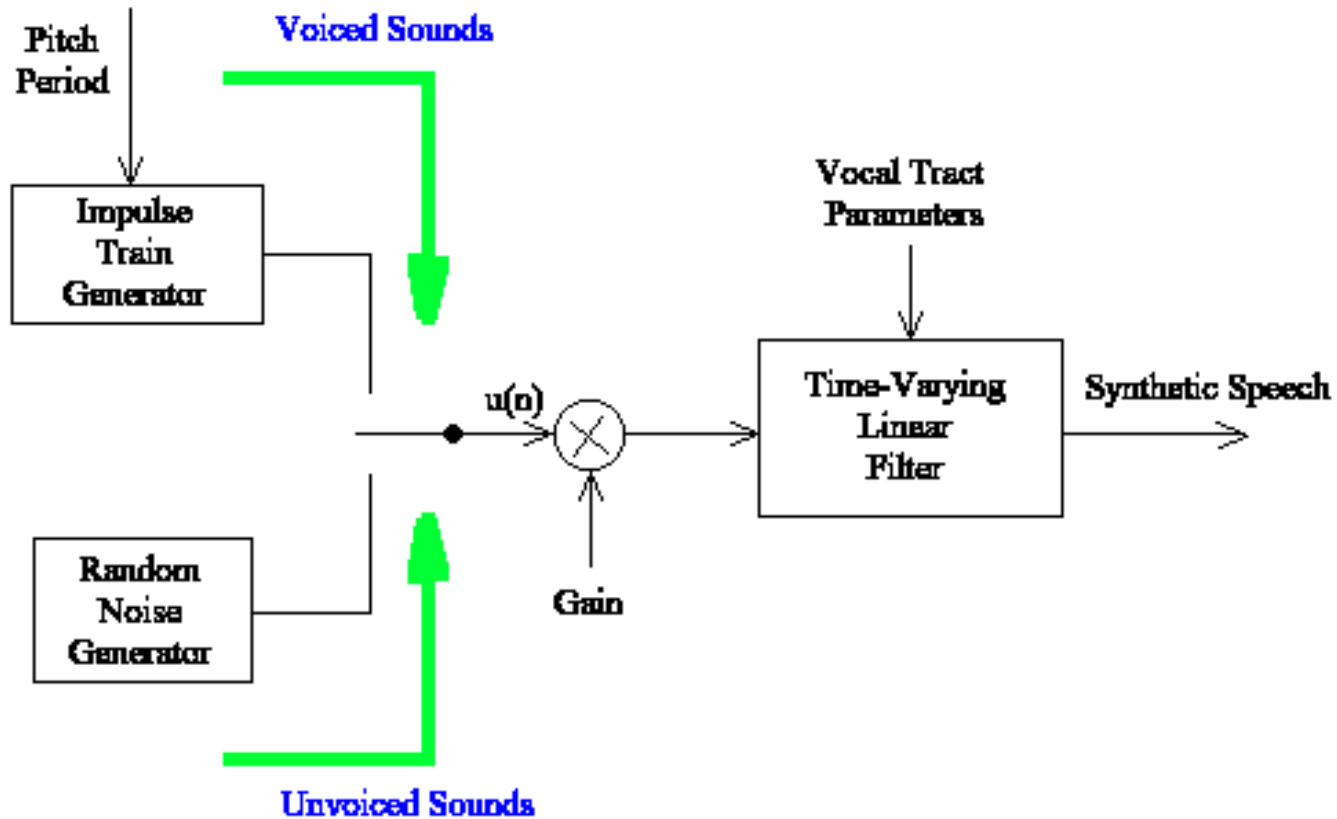 Voiced Sounds
Pitch
Period
Impulse
Train
Generator
Vocal Tract
Parameters
u(n)
Time-Varying
Linear
Filter
Synthetic Speech
Gain
Random
Noise
Generator
Unvoiced Sounds